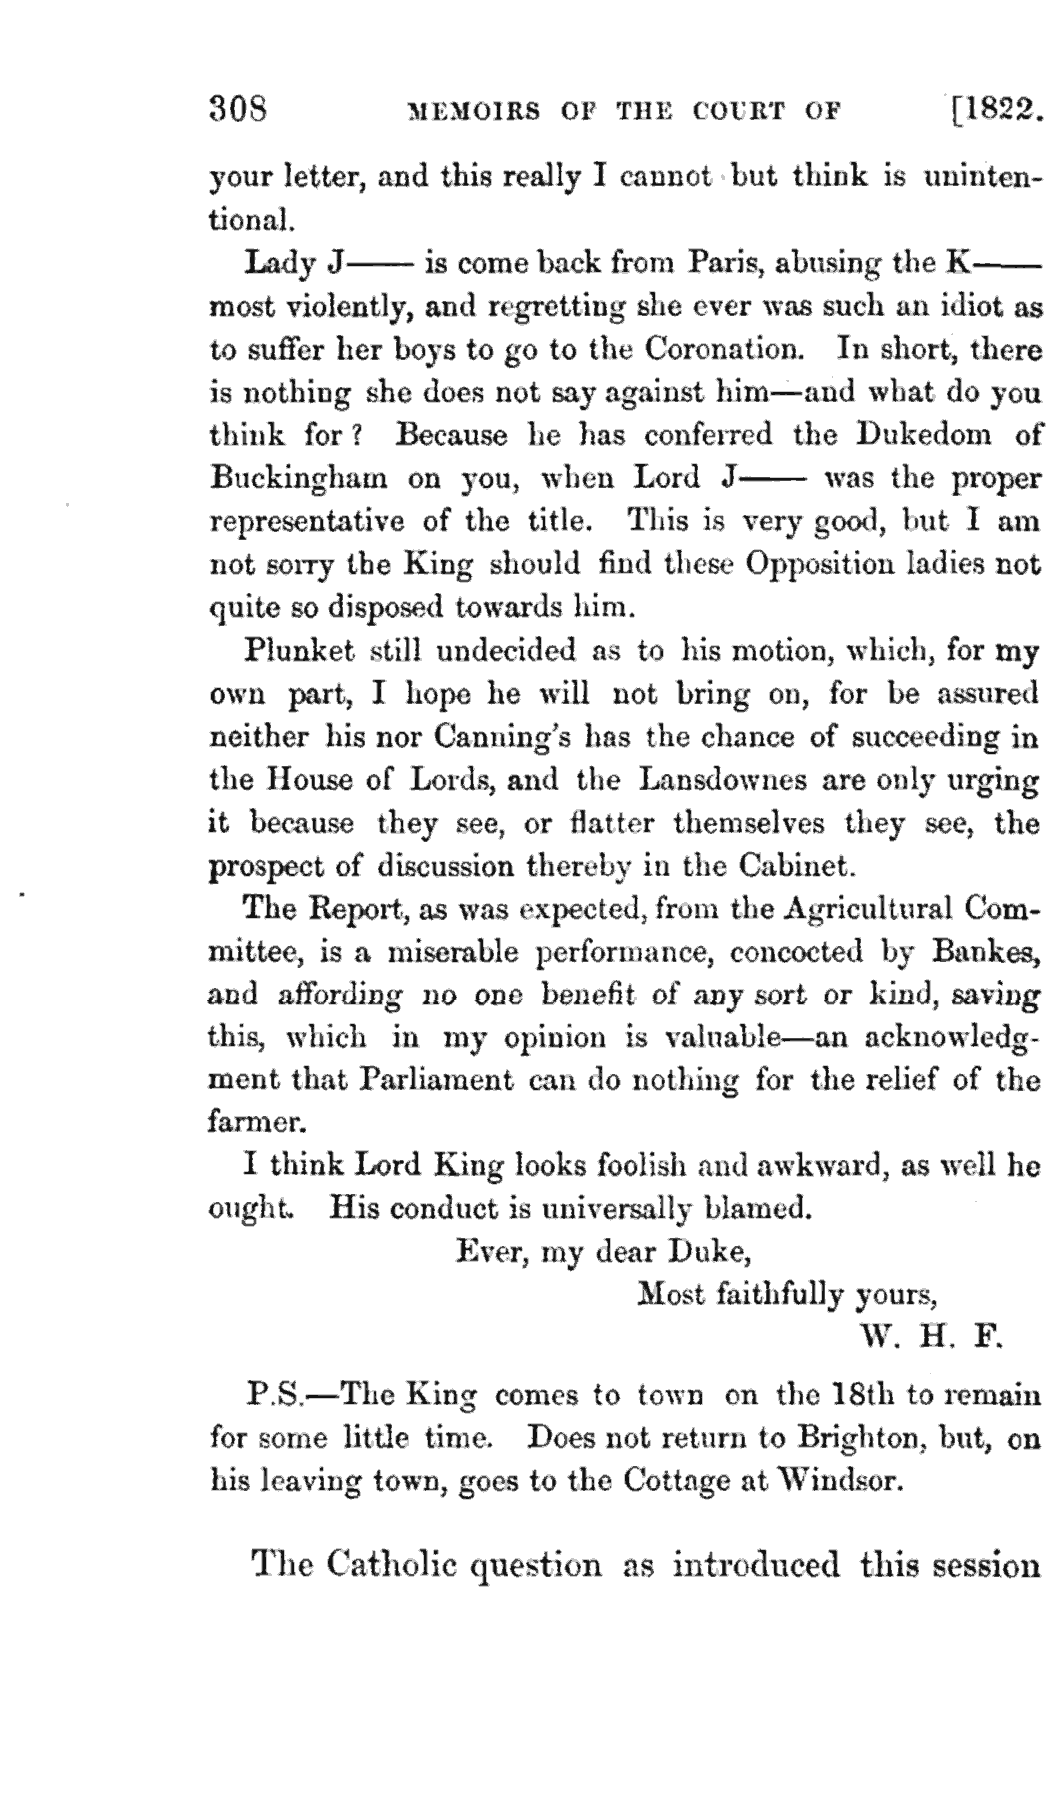 308 MEMOIRS OF THE COURT OF [1822.
your letter, and this really I cannot but think is uninten-
tional.
Lady J—— is come back from Paris, abusing the K——
most violently, and regretting she ever was such an idiot as
to suffer her boys to go to the Coronation. In short, there
is nothing she does not say against him—and what do you
think for? Because he has conferred the Dukedom of
Buckingham on you, when Lord J—— was the proper
representative of the title. This is very good, but I am
not sorry the King should find these Opposition ladies not
quite so disposed towards him.
Plunket still undecided as to his motion, which, for my
own part, I hope he will not bring on, for be assured
neither his nor Canning's has the chance of succeeding in
the House of Lords, and the Lansdownes are only urging
it because they see, or flatter themselves they see, the
prospect of discussion thereby in the Cabinet.
The Report, as was expected, from the Agricultural Com-
mittee, is a miserable performance, concocted by Bankes,
and affording no one benefit of any sort or kind, saving
this, which in my opinion is valuable—an acknowledg-
ment that Parliament can do nothing for the relief of the
farmer.
I think Lord King looks foolish and awkward, as well he
ought. His conduct is universally blamed.
Ever, my dear Duke,
Most faithfully yours,
W. H. F.
P.S.—The King comes to town on the 18th to remain
for some little time. Does not return to Brighton, but, on
his leaving town, goes to the Cottage at Windsor.
The Catholic question as introduced this session